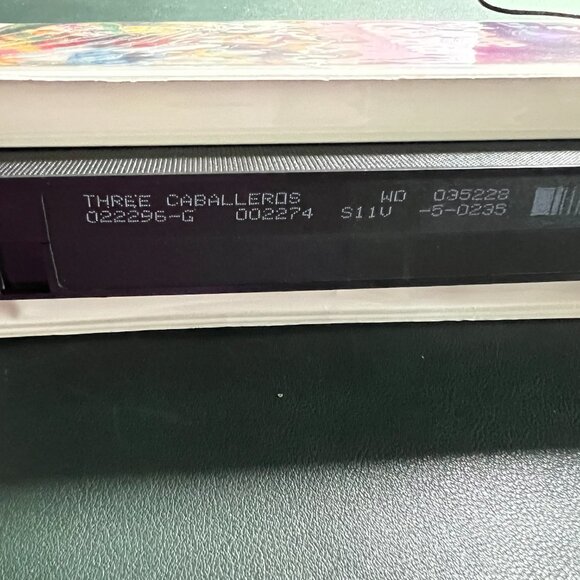 THREE CABALLEROS WD 035228
022296-G 002274 S11V -5-0235